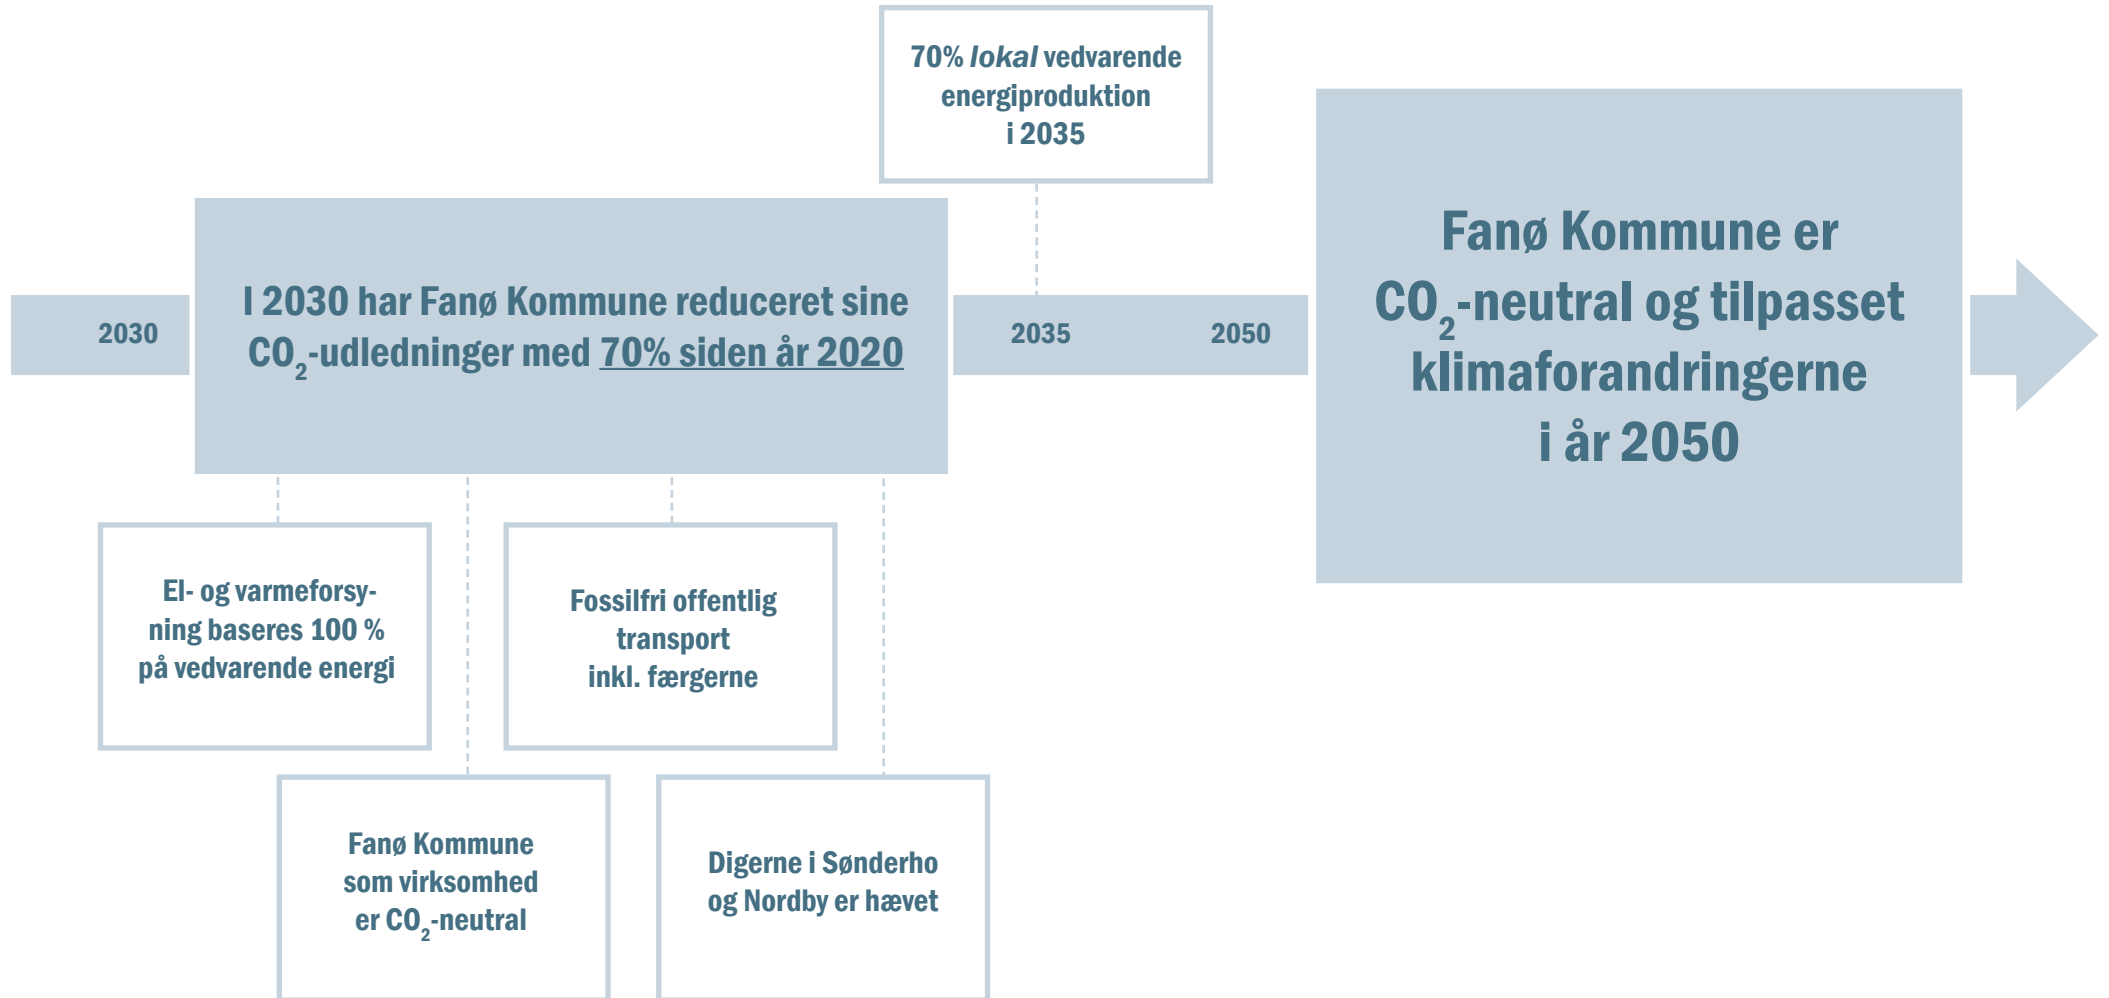 70% lokal vedvarende
energiproduktion
i 2035
2030
I 2030 har Fanø Kommune reduceret sine
CO₂-udledninger med 70% siden år 2020
2035
2050
Fanø Kommune er
CO₂-neutral og tilpasset
klimaforandringerne
i år 2050
El- og varmeforsy-
ning baseres 100 %
på vedvarende energi
Fossilfri offentlig
transport
inkl. færgerne
Fanø Kommune
som virksomhed
er CO₂-neutral
Digerne i Sønderho
og Nordby er hævet